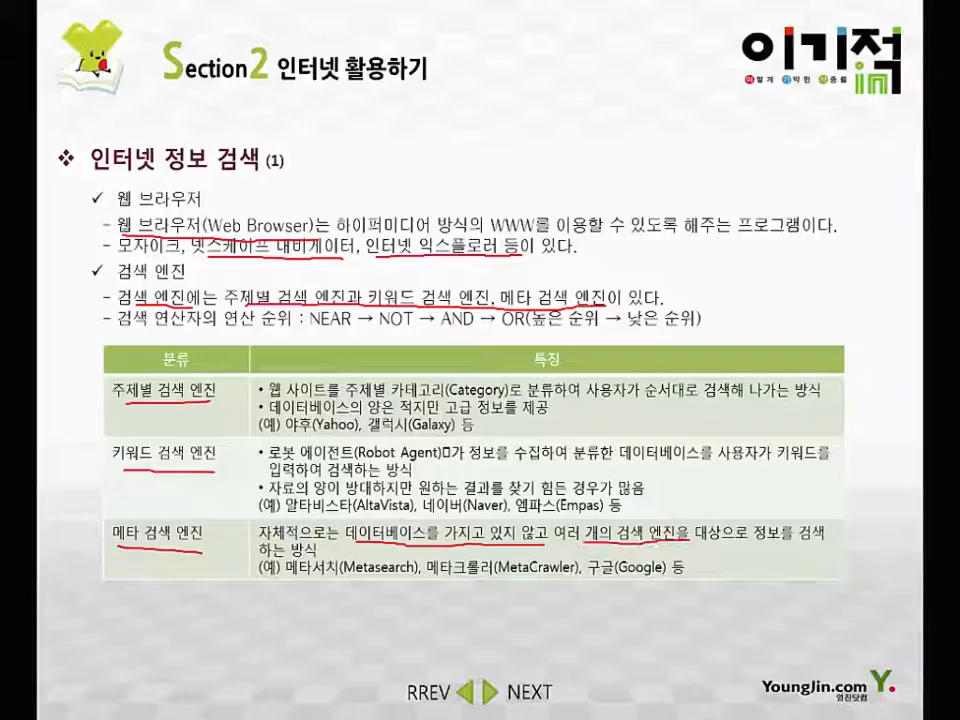 Section2 인터넷 활용하기
이기적in
이렇게 기막힌 적중률
❖ 인터넷 정보 검색 (1)
✓ 웹 브라우저
- 웹 브라우저(Web Browser)는 하이퍼미디어 방식의 WWW를 이용할 수 있도록 해주는 프로그램이다.
- 모자이크, 넷스케이프 내비게이터, 인터넷 익스플로러 등이 있다.
✓ 검색 엔진
- 검색 엔진에는 주제별 검색 엔진과 키워드 검색 엔진, 메타 검색 엔진이 있다.
- 검색 연산자의 연산 순위 : NEAR → NOT → AND → OR(높은 순위 → 낮은 순위)
분류 특징
주제별 검색 엔진
• 웹 사이트를 주제별 카테고리(Category)로 분류하여 사용자가 순서대로 검색해 나가는 방식
• 데이터베이스의 양은 적지만 고급 정보를 제공
(예) 야후(Yahoo), 갤럭시(Galaxy) 등
키워드 검색 엔진
• 로봇 에이전트(Robot Agent)▯가 정보를 수집하여 분류한 데이터베이스를 사용자가 키워드를
입력하여 검색하는 방식
• 자료의 양이 방대하지만 원하는 결과를 찾기 힘든 경우가 많음
(예) 알타비스타(AltaVista), 네이버(Naver), 엠파스(Empas) 등
메타 검색 엔진
자체적으로는 데이터베이스를 가지고 있지 않고 여러 개의 검색 엔진을 대상으로 정보를 검색
하는 방식
(예) 메타서치(Metasearch), 메타크롤러(MetaCrawler), 구글(Google) 등
RREV NEXT
YoungJin.com Y.
영진닷컴